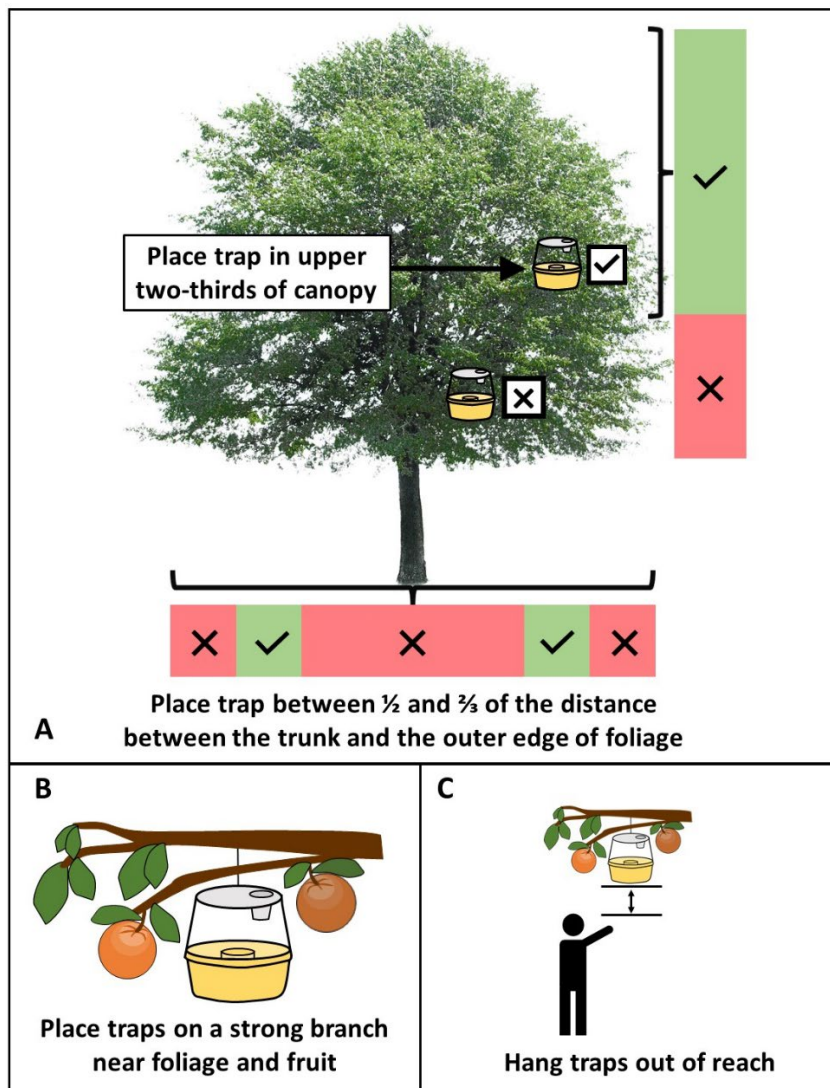 Place trap in upper
two-thirds of canopy
Place trap between ½ and ⅔ of the distance
between the trunk and the outer edge of foliage
A
B
Place traps on a strong branch
near foliage and fruit
C
Hang traps out of reach